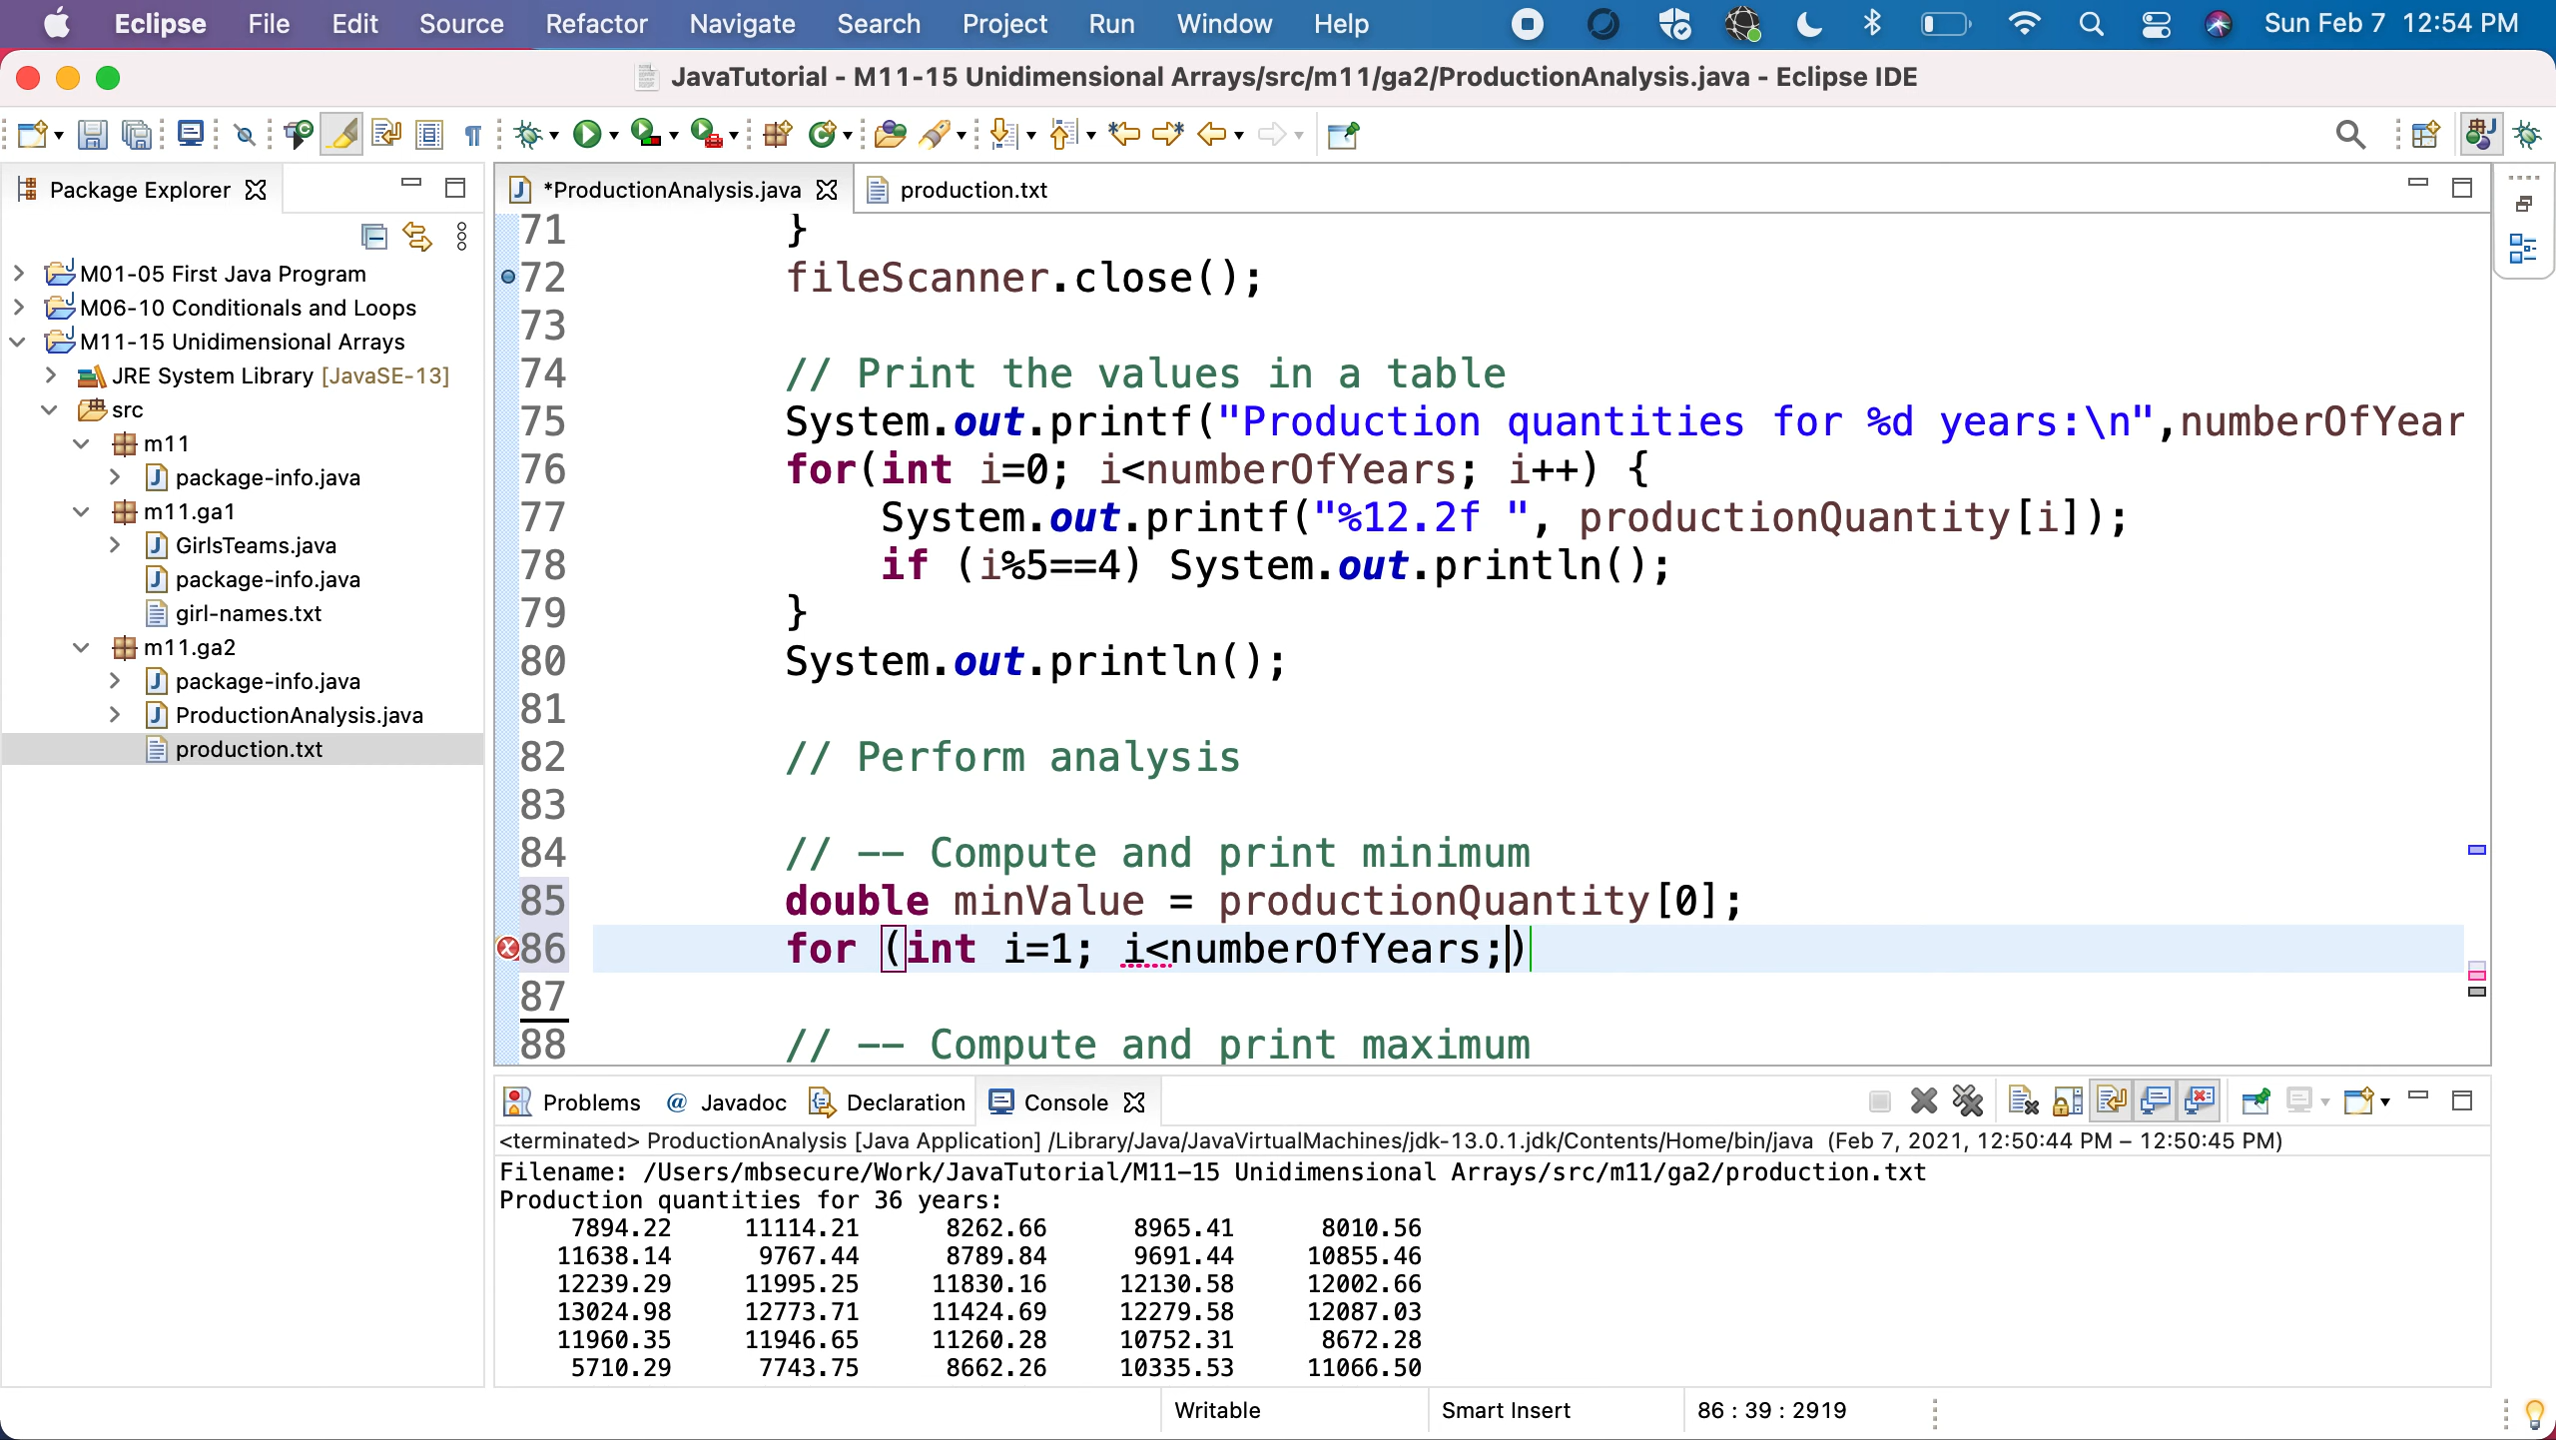 Eclipse File Edit Source Refactor Navigate Search Project Run Window Help Sun Feb 7 12:54 PM
JavaTutorial - M11-15 Unidimensional Arrays/src/m11/ga2/ProductionAnalysis.java - Eclipse IDE
Package Explorer
M01-05 First Java Program
M06-10 Conditionals and Loops
M11-15 Unidimensional Arrays
JRE System Library [JavaSE-13]
src
m11
package-info.java
m11.ga1
GirlsTeams.java
package-info.java
girl-names.txt
m11.ga2
package-info.java
ProductionAnalysis.java
production.txt
*ProductionAnalysis.java production.txt
71 }
72 fileScanner.close();
73
74 // Print the values in a table
75 System.out.printf("Production quantities for %d years:\n",numberOfYear
76 for(int i=0; i<numberOfYears; i++) {
77 System.out.printf("%12.2f ", productionQuantity[i]);
78 if (i%5==4) System.out.println();
79 }
80 System.out.println();
81
82 // Perform analysis
83
84 // -- Compute and print minimum
85 double minValue = productionQuantity[0];
86 for (int i=1; i<numberOfYears;)
87
88 // -- Compute and print maximum
Problems @ Javadoc Declaration Console
<terminated> ProductionAnalysis [Java Application] /Library/Java/JavaVirtualMachines/jdk-13.0.1.jdk/Contents/Home/bin/java (Feb 7, 2021, 12:50:44 PM – 12:50:45 PM)
Filename: /Users/mbsecure/Work/JavaTutorial/M11-15 Unidimensional Arrays/src/m11/ga2/production.txt
Production quantities for 36 years:
7894.22 11114.21 8262.66 8965.41 8010.56
11638.14 9767.44 8789.84 9691.44 10855.46
12239.29 11995.25 11830.16 12130.58 12002.66
13024.98 12773.71 11424.69 12279.58 12087.03
11960.35 11946.65 11260.28 10752.31 8672.28
5710.29 7743.75 8662.26 10335.53 11066.50
Writable Smart Insert 86 : 39 : 2919